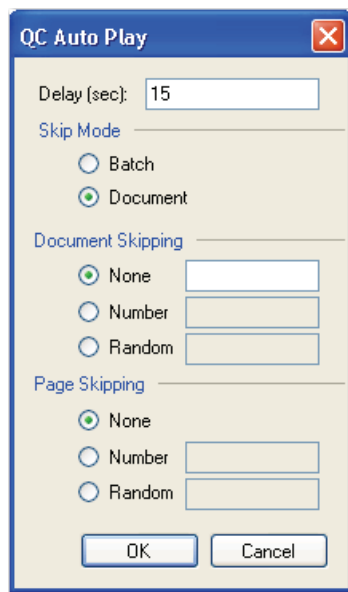 QC Auto Play
Delay (sec): 15
Skip Mode
Batch
Document
Document Skipping
None
Number
Random
Page Skipping
None
Number
Random
OK Cancel